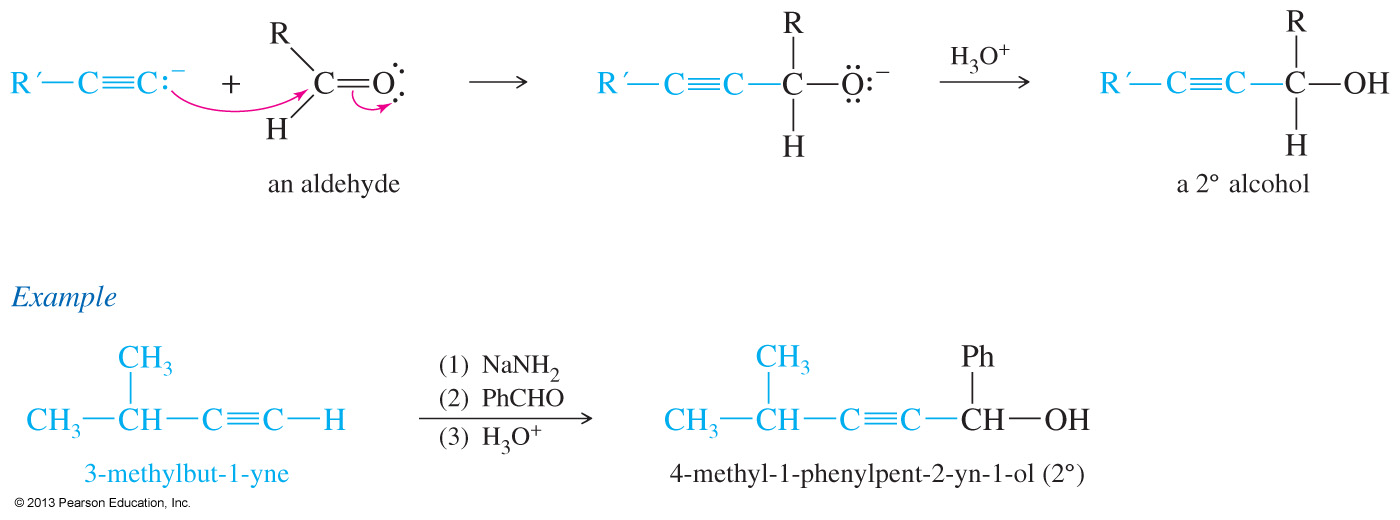 R′—C≡C:⁻ + R C=O H → R′—C≡C—C—O:⁻ R H H₃O⁺ → R′—C≡C—C—OH R H
an aldehyde a 2° alcohol
Example
CH₃ (1) NaNH₂ CH₃ Ph
(2) PhCHO
CH₃—CH—C≡C—H → CH₃—CH—C≡C—CH—OH
(3) H₃O⁺
3-methylbut-1-yne 4-methyl-1-phenylpent-2-yn-1-ol (2°)
© 2013 Pearson Education, Inc.